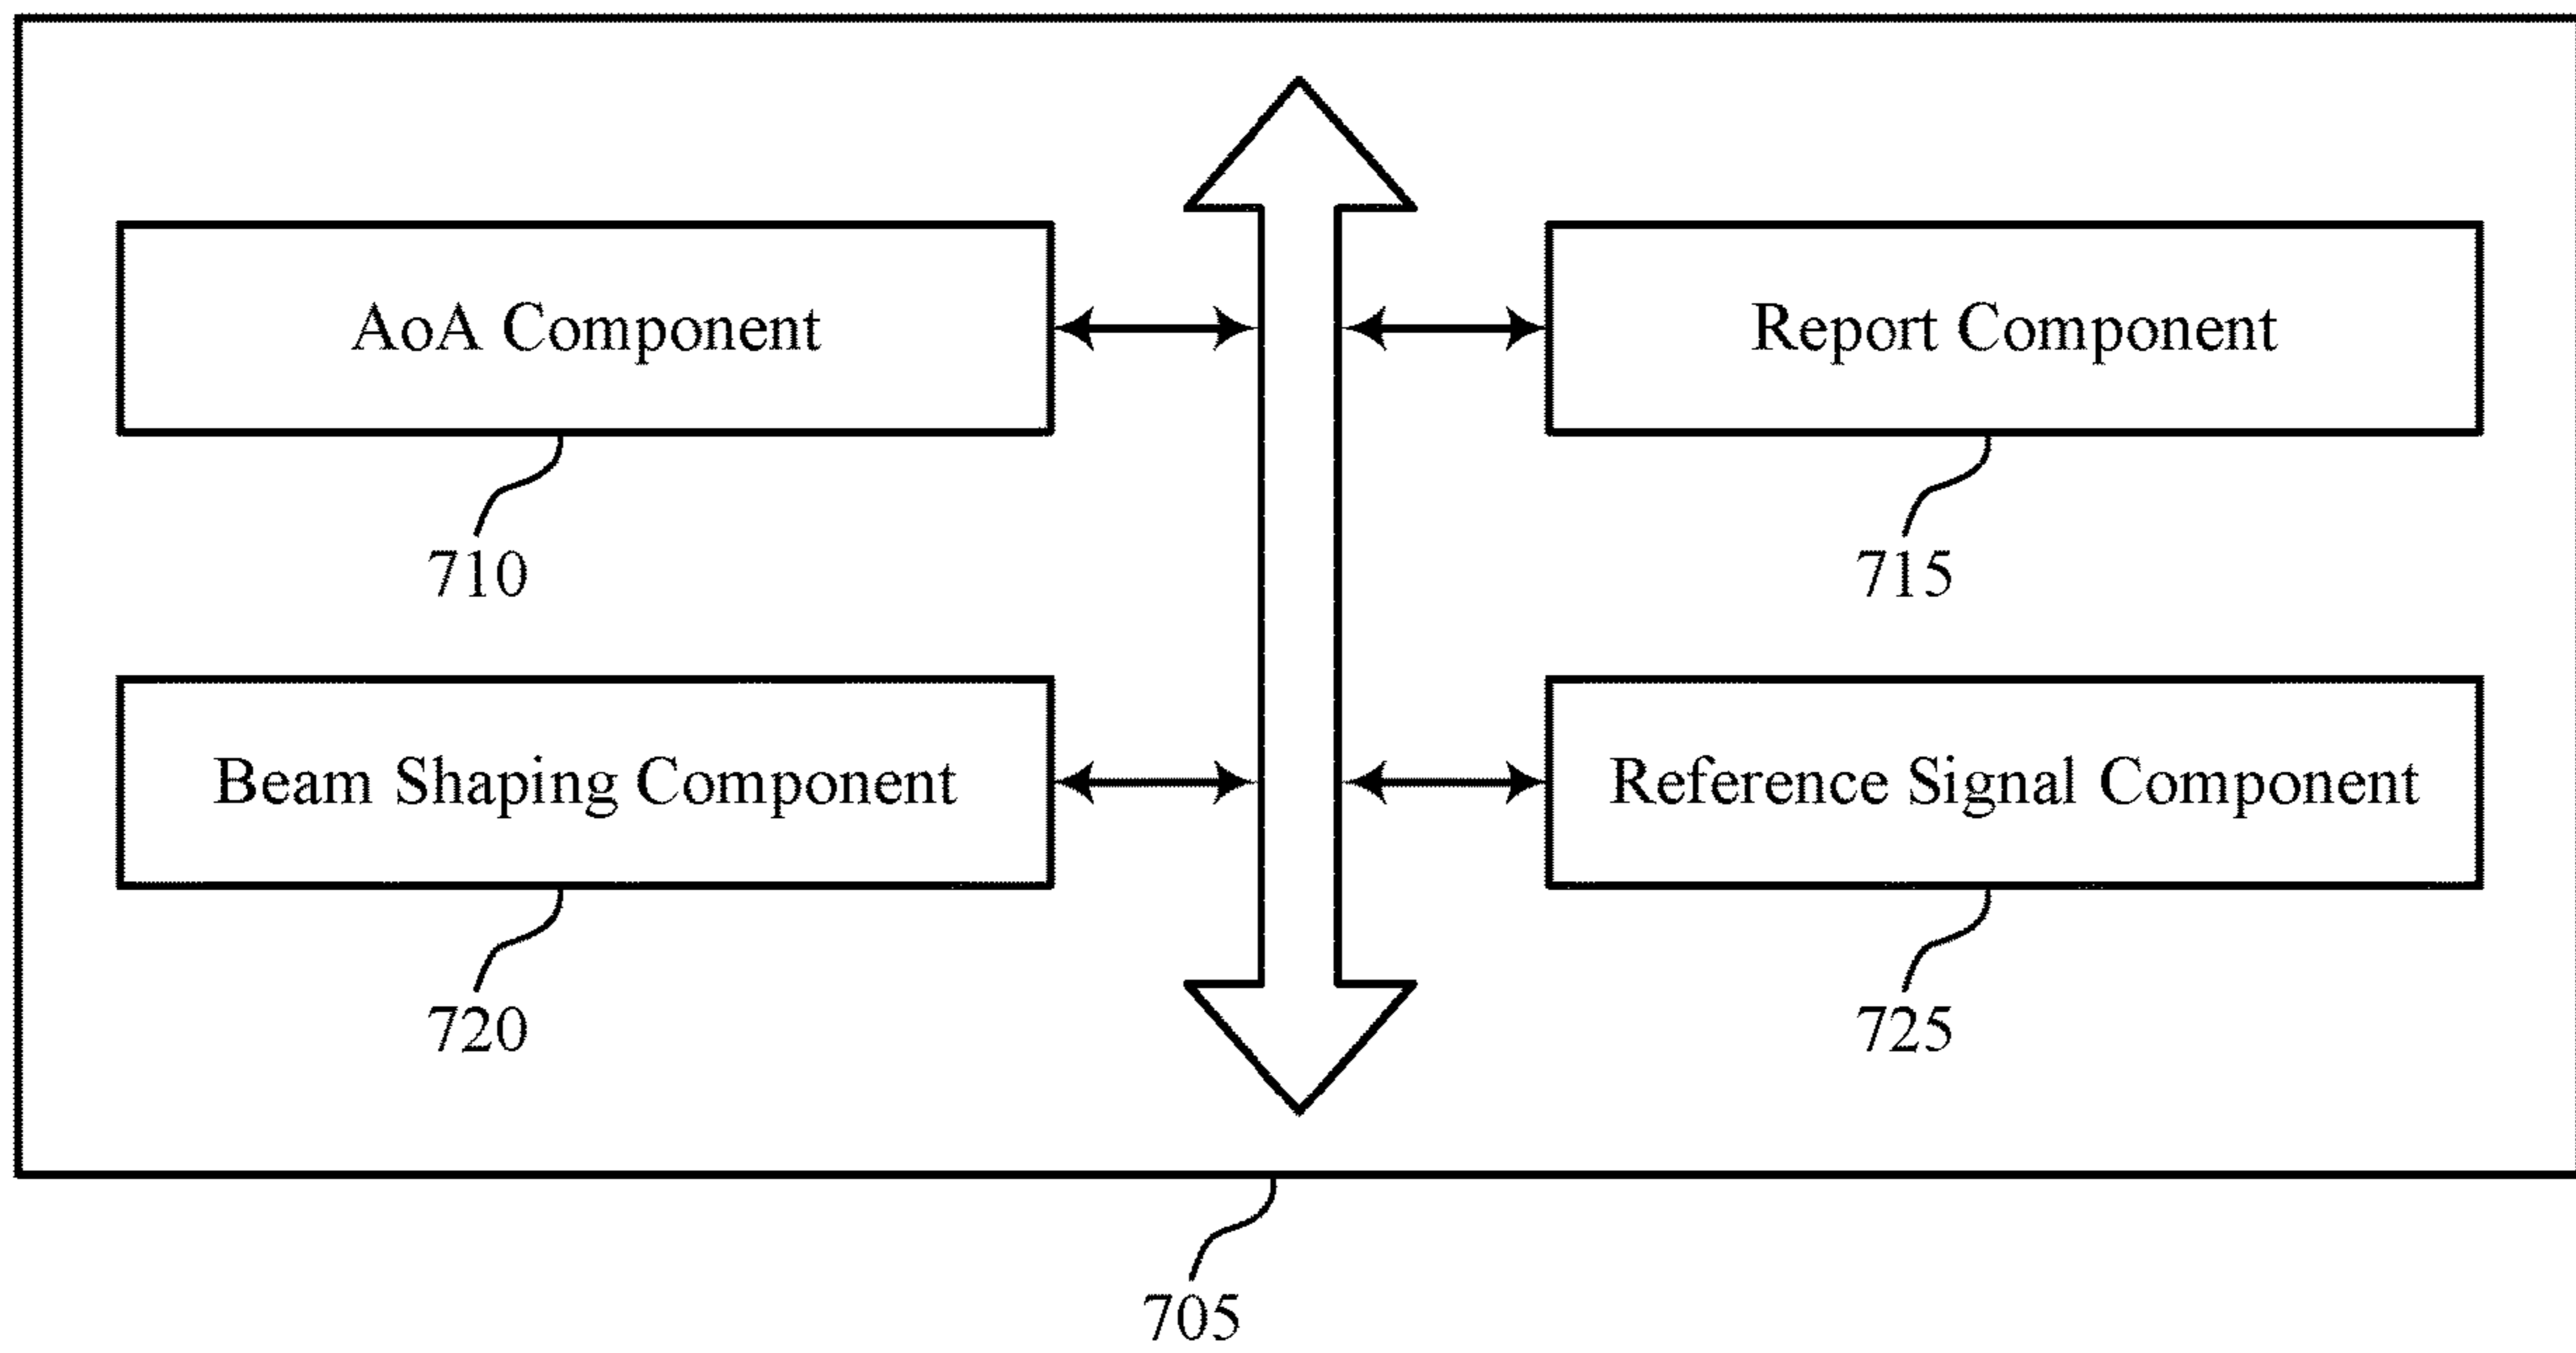 AoA Component
Report Component
710
715
Beam Shaping Component
Reference Signal Component
720
725
705